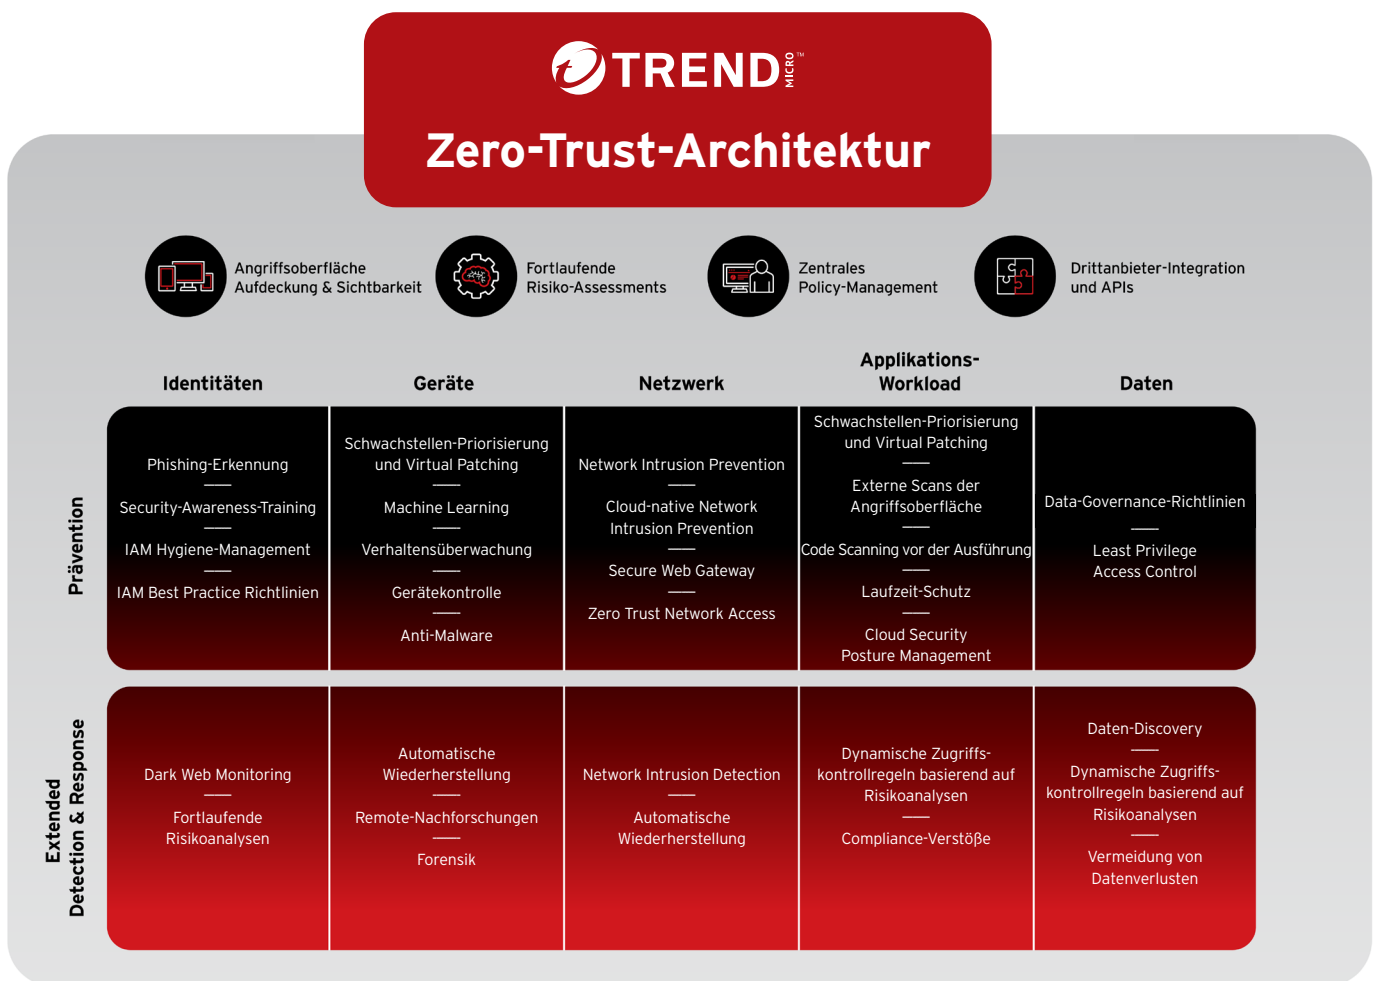 TREND MICRO™
Zero-Trust-Architektur
Angriffsoberfläche
Aufdeckung & Sichtbarkeit
Fortlaufende
Risiko-Assessments
Zentrales
Policy-Management
Drittanbieter-Integration
und APIs
Identitäten
Geräte
Netzwerk
Applikations-
Workload
Daten
Prävention
Phishing-Erkennung
Security-Awareness-Training
IAM Hygiene-Management
IAM Best Practice Richtlinien
Schwachstellen-Priorisierung
und Virtual Patching
Machine Learning
Verhaltensüberwachung
Gerätekontrolle
Anti-Malware
Network Intrusion Prevention
Cloud-native Network
Intrusion Prevention
Secure Web Gateway
Zero Trust Network Access
Schwachstellen-Priorisierung
und Virtual Patching
Externe Scans der
Angriffsoberfläche
Code Scanning vor der Ausführung
Laufzeit-Schutz
Cloud Security
Posture Management
Data-Governance-Richtlinien
Least Privilege
Access Control
Extended
Detection & Response
Dark Web Monitoring
Fortlaufende
Risikoanalysen
Automatische
Wiederherstellung
Remote-Nachforschungen
Forensik
Network Intrusion Detection
Automatische
Wiederherstellung
Dynamische Zugriffs-
kontrollregeln basierend auf
Risikoanalysen
Compliance-Verstöße
Daten-Discovery
Dynamische Zugriffs-
kontrollregeln basierend auf
Risikoanalysen
Vermeidung von
Datenverlusten